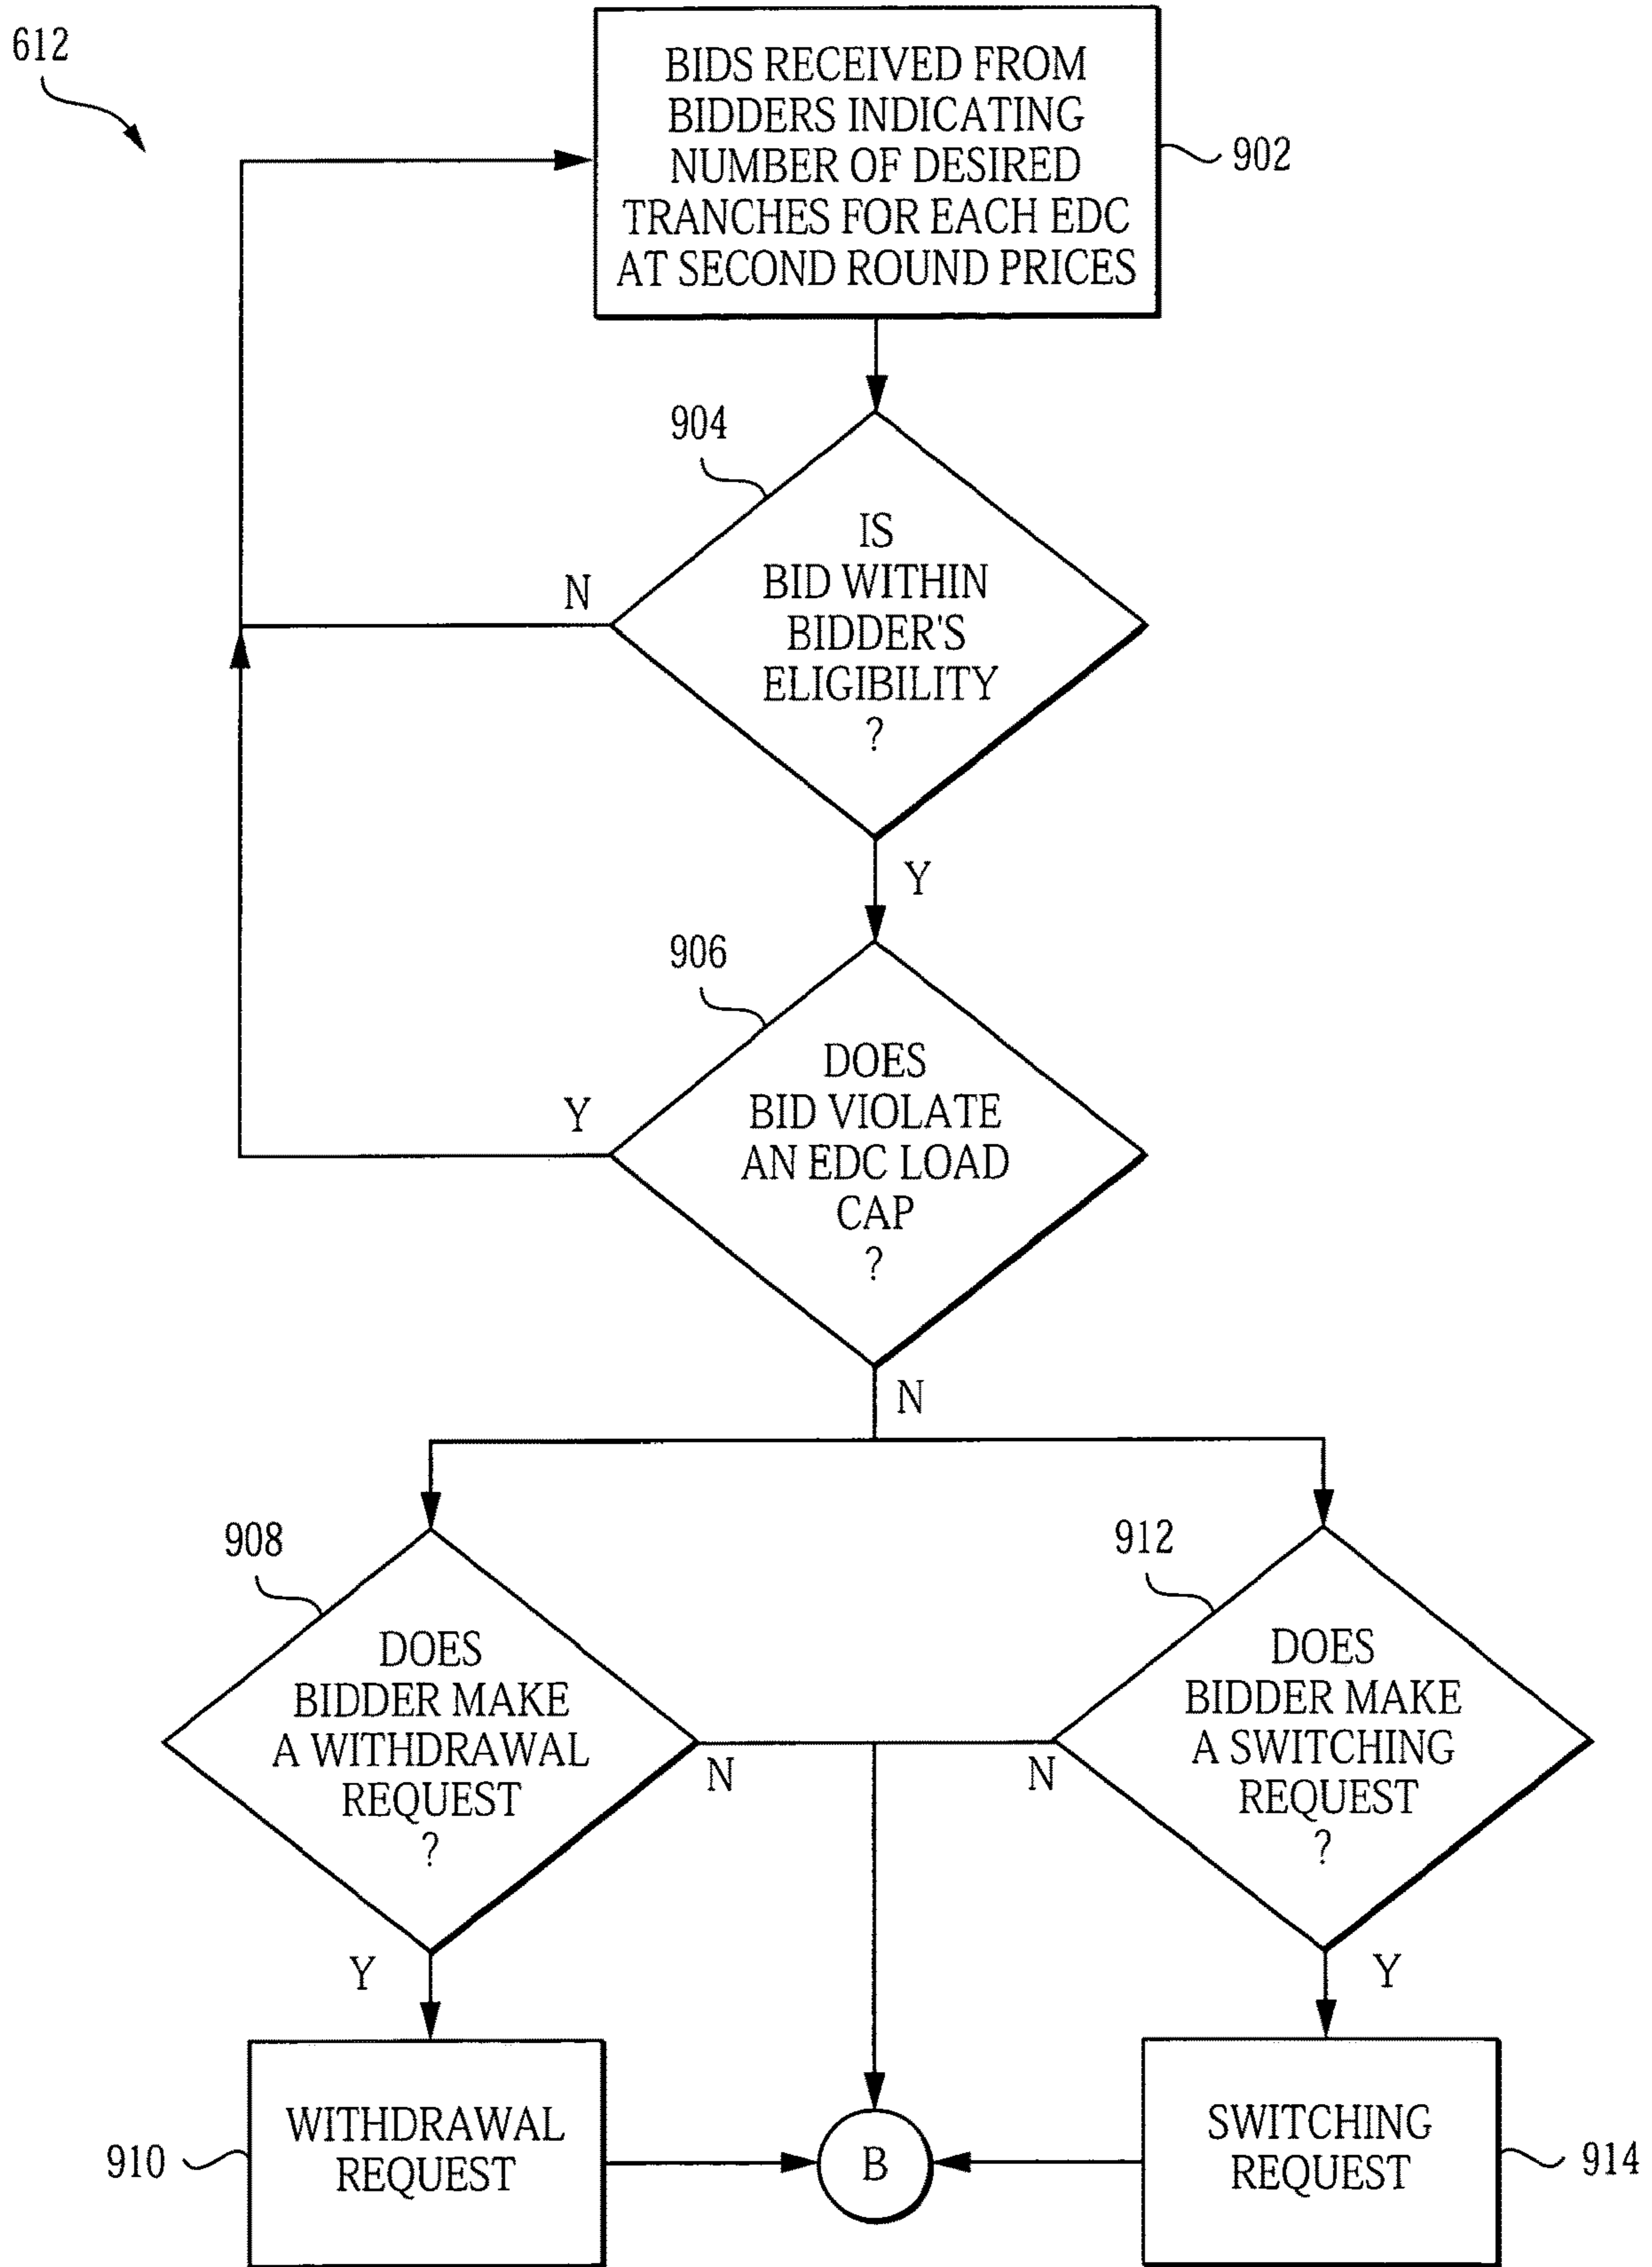 612
BIDS RECEIVED FROM
BIDDERS INDICATING
NUMBER OF DESIRED
TRANCHES FOR EACH EDC
AT SECOND ROUND PRICES
902
904
IS
BID WITHIN
BIDDER'S
ELIGIBILITY
?
N
Y
906
DOES
BID VIOLATE
AN EDC LOAD
CAP
?
Y
N
908
DOES
BIDDER MAKE
A WITHDRAWAL
REQUEST
?
N
Y
912
DOES
BIDDER MAKE
A SWITCHING
REQUEST
?
N
Y
910
WITHDRAWAL
REQUEST
B
SWITCHING
REQUEST
914